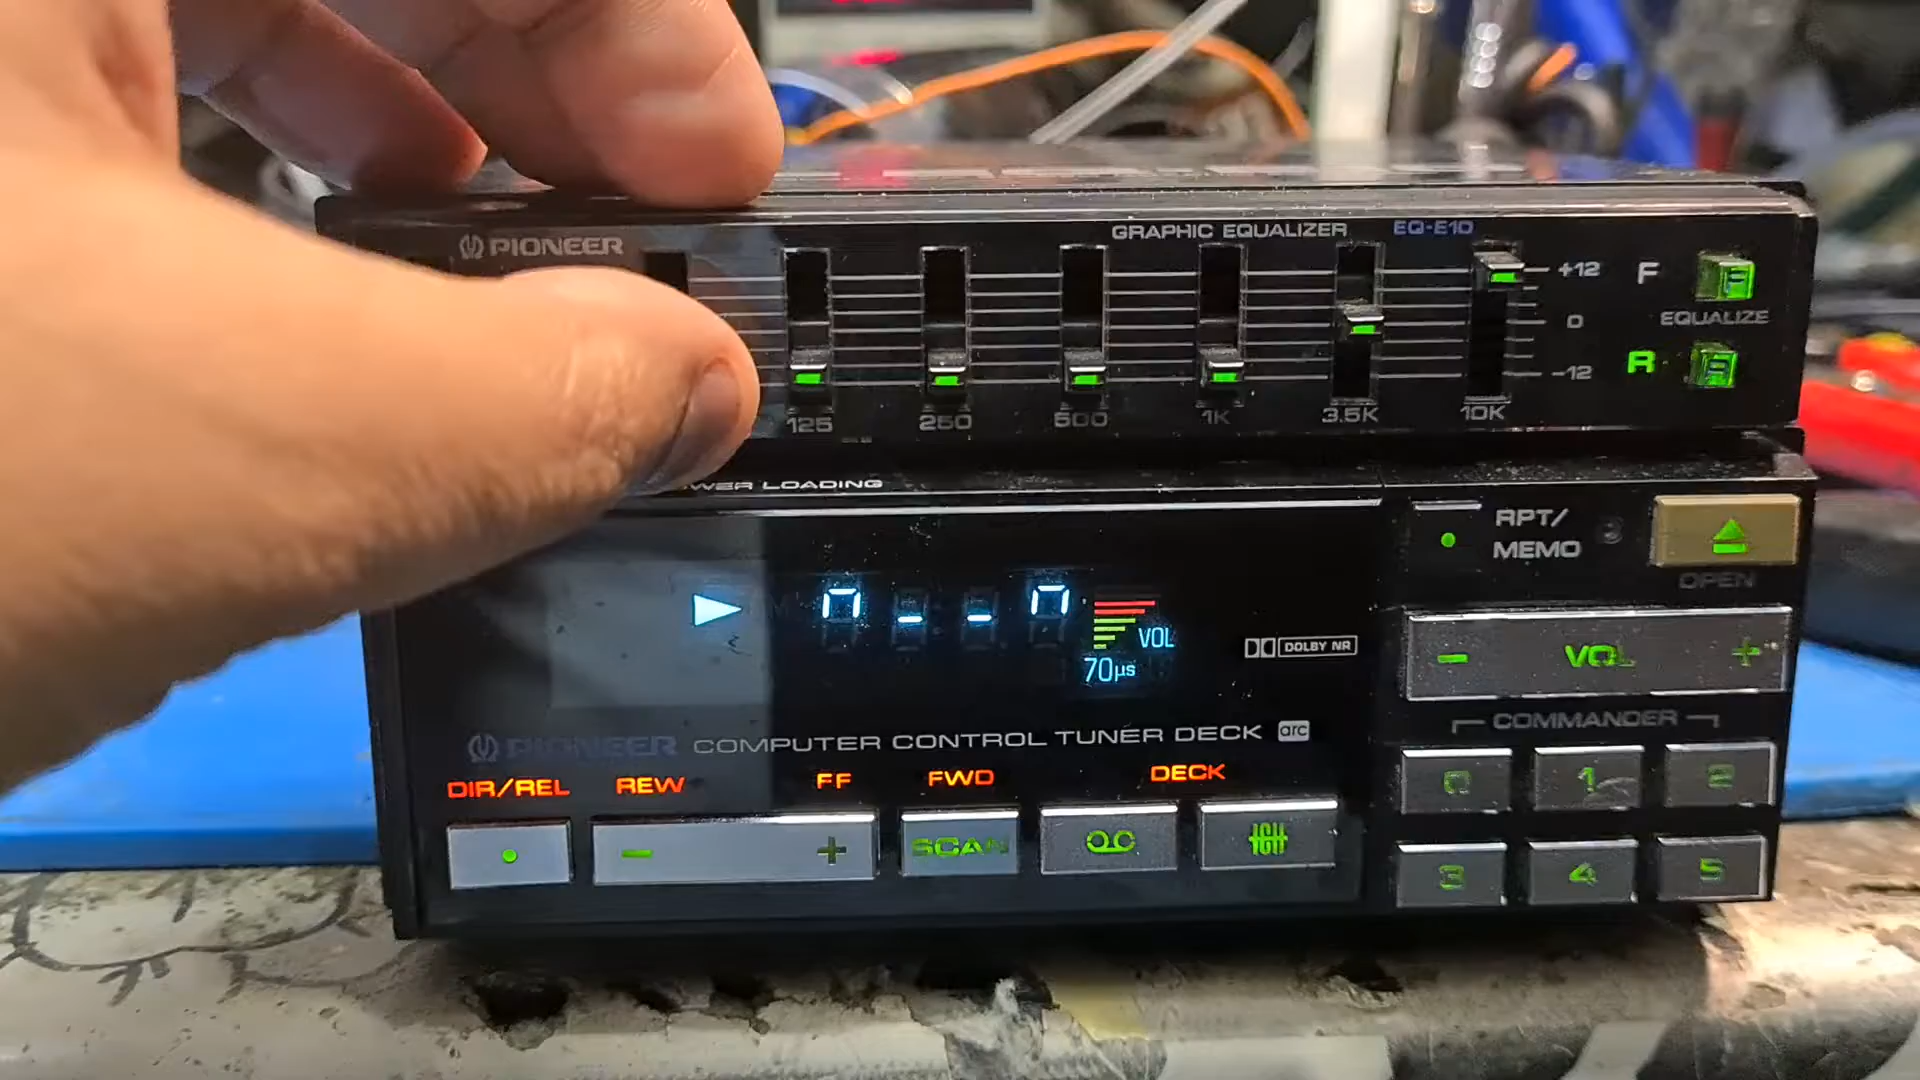 PIONEER
GRAPHIC EQUALIZER EQ-E10
+12
0
-12
F
EQUALIZE
R
125 250 500 1K 3.5K 10K
LOADING
RPT/
MEMO
OPEN
VOL
70μs
DOLBY NR
- VOL +
COMMANDER
PIONEER COMPUTER CONTROL TUNER DECK arc
DIR/REL REW FF FWD DECK
- + SCAN
1 2
3 4 5